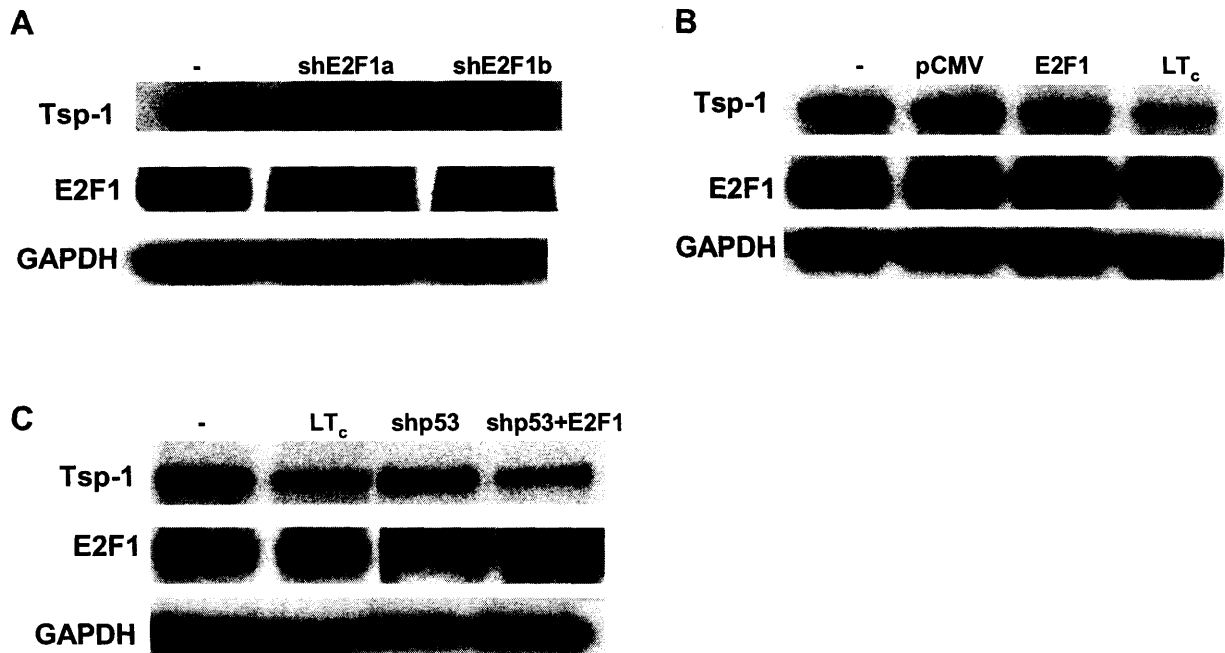 A
- shE2F1a shE2F1b
Tsp-1
E2F1
GAPDH
B
- pCMV E2F1 LTc
Tsp-1
E2F1
GAPDH
C
- LTc shp53 shp53+E2F1
Tsp-1
E2F1
GAPDH